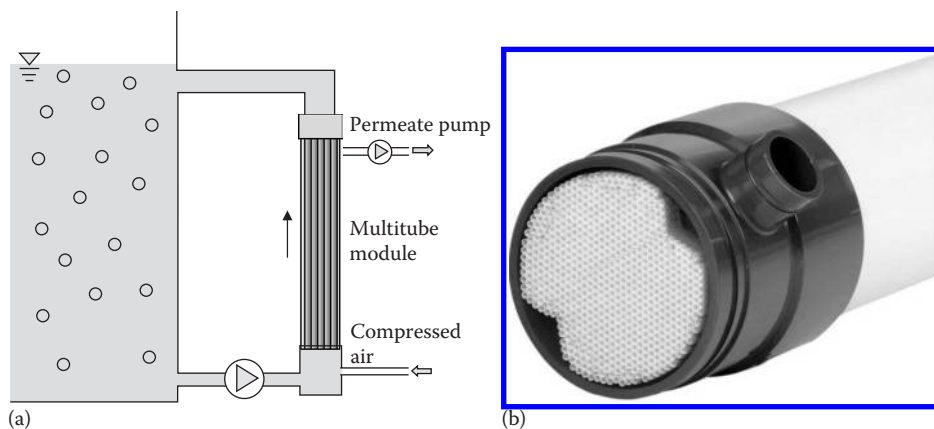 Permeate pump
Multitube
module
Compressed
air
(a)
(b)